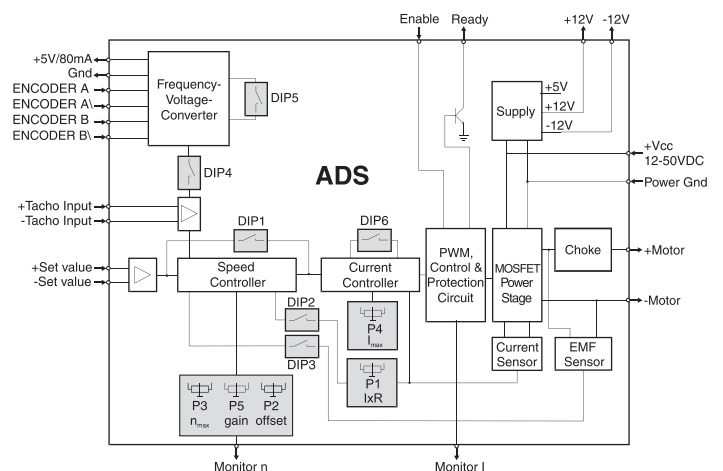 Enable
Ready
+12V
-12V
+5V/80mA
Gnd
ENCODER A
ENCODER A\
ENCODER B
ENCODER B\
Frequency-
Voltage-
Converter
DIP5
DIP4
+5V
Supply
+12V
-12V
+Vcc
12-50VDC
Power Gnd
ADS
+Tacho Input
-Tacho Input
DIP1
DIP6
+Set value
-Set value
Speed
Controller
Current
Controller
PWM,
Control &
Protection
Circuit
MOSFET
Power
Stage
Choke
+Motor
-Motor
DIP2
DIP3
P4
Imax
P1
IxR
Current
Sensor
EMF
Sensor
P3
nmax
P5
gain
P2
offset
Monitor n
Monitor I